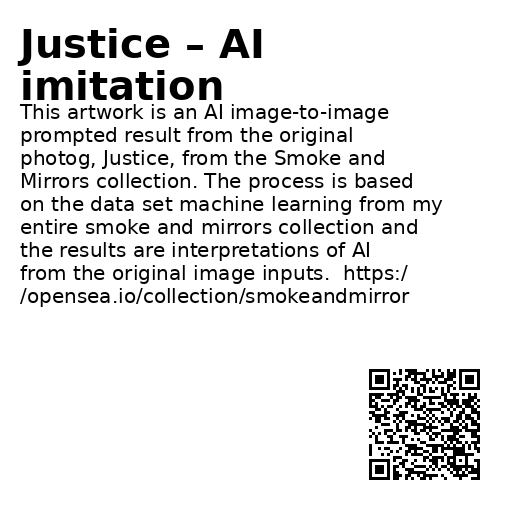 Justice – AI
imitation
This artwork is an AI image-to-image
prompted result from the original
photog, Justice, from the Smoke and
Mirrors collection. The process is based
on the data set machine learning from my
entire smoke and mirrors collection and
the results are interpretations of AI
from the original image inputs.  https:/
/opensea.io/collection/smokeandmirror